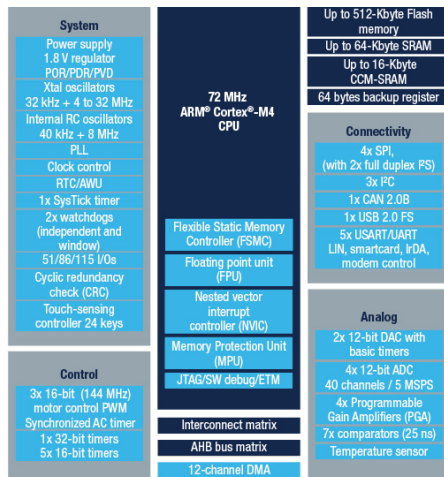 System
Power supply
1.8 V regulator
POR/PDR/PVD
Xtal oscillators
32 kHz + 4 to 32 MHz
Internal RC oscillators
40 kHz + 8 MHz
PLL
Clock control
RTC/AWU
1x SysTick timer
2x watchdogs
(independent and
window)
51/86/115 I/Os
Cyclic redundancy
check (CRC)
Touch-sensing
controller 24 keys
Control
3x 16-bit (144 MHz)
motor control PWM
Synchronized AC timer
1x 32-bit timers
5x 16-bit timers
72 MHz
ARM® Cortex®-M4
CPU
Flexible Static Memory
Controller (FSMC)
Floating point unit
(FPU)
Nested vector
interrupt
controller (NVIC)
Memory Protection Unit
(MPU)
JTAG/SW debug/ETM
Interconnect matrix
AHB bus matrix
12-channel DMA
Up to 512-Kbyte Flash
memory
Up to 64-Kbyte SRAM
Up to 16-Kbyte
CCM-SRAM
64 bytes backup register
Connectivity
4x SPI,
(with 2x full duplex I²S)
3x I²C
1x CAN 2.0B
1x USB 2.0 FS
5x USART/UART
LIN, smartcard, IrDA,
modem control
Analog
2x 12-bit DAC with
basic timers
4x 12-bit ADC
40 channels / 5 MSPS
4x Programmable
Gain Amplifiers (PGA)
7x comparators (25 ns)
Temperature sensor